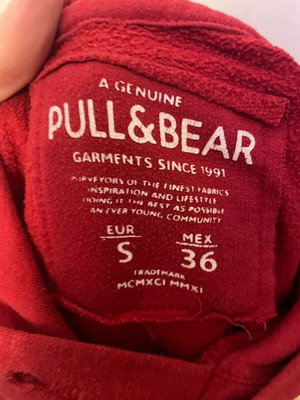 A GENUINE
PULL&BEAR
GARMENTS SINCE 1991
PURVEYORS OF THE FINEST FABRICS
INSPIRATION AND LIFESTYLE
DOING IT THE BEST AS POSSIBLE
AN EVER YOUNG COMMUNITY
EUR MEX
S 36
TRADEMARK
MCMXCI MMXI